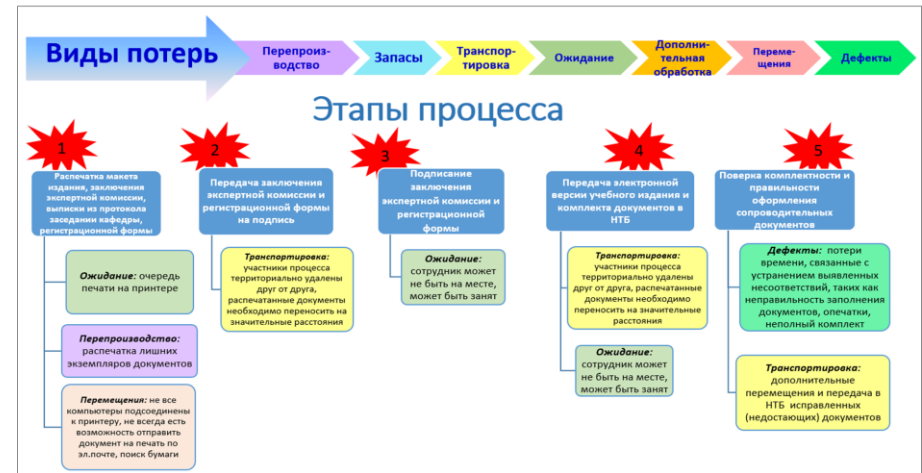 Виды потерь
Перепроиз-
водство
Запасы
Транспор-
тировка
Ожидание
Дополни-
тельная
обработка
Переме-
щения
Дефекты
Этапы процесса
1
Распечатка макета
издания, заключения
экспертной комиссии,
выписки из протокола
заседании кафедры,
регистрационной формы
Ожидание: очередь
печати на принтере
Перепроизводство:
распечатка лишних
экземпляров документов
Перемещения: не все
компьютеры подсоединены
к принтеру, не всегда есть
возможность отправить
документ на печать по
эл.почте, поиск бумаги
2
Передача заключения
экспертной комиссии и
регистрационной формы
на подпись
Транспортировка:
участники процесса
территориально удалены
друг от друга,
распечатанные документы
необходимо переносить на
значительные расстояния
3
Подписание
заключения
экспертной комиссии и
регистрационной
формы
Ожидание:
сотрудник может
не быть на месте,
может быть занят
4
Передача электронной
версии учебного издания и
комплекта документов в
НТБ
Транспортировка:
участники процесса
территориально удалены
друг от друга,
распечатанные документы
необходимо переносить на
значительные расстояния
Ожидание:
сотрудник может
не быть на месте,
может быть занят
5
Поверка комплектности и
правильности
оформления
сопроводительных
документов
Дефекты: потери
времени, связанные с
устранением выявленных
несоответствий, таких как
неправильность заполнения
документов, опечатки,
неполный комплект
Транспортировка:
дополнительные
перемещения и передача в
НТБ исправленных
(недостающих) документов